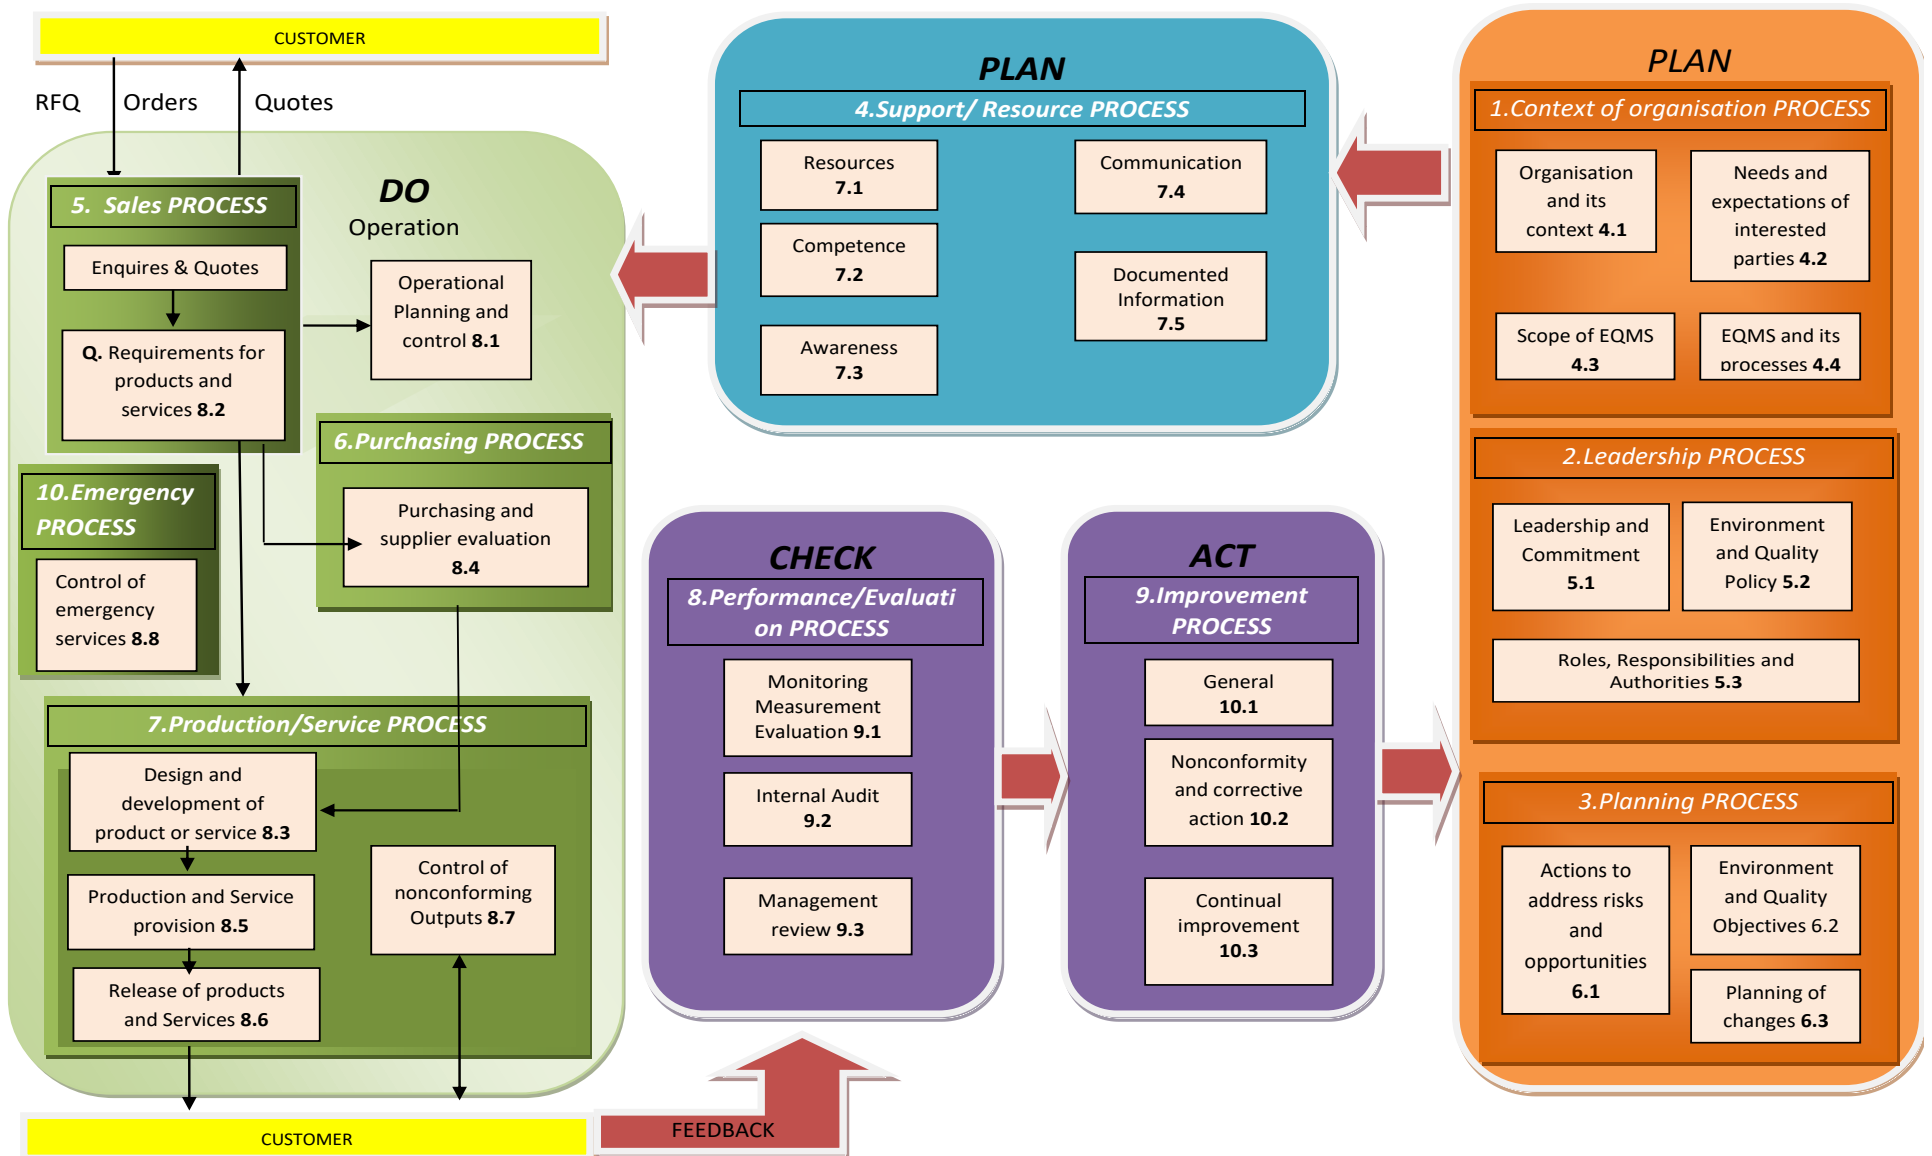 CUSTOMER
RFQ
Orders
Quotes
DO
Operation
5. Sales PROCESS
Enquires & Quotes
Q. Requirements for
products and
services 8.2
Operational
Planning and
control 8.1
6.Purchasing PROCESS
Purchasing and
supplier evaluation
8.4
10.Emergency
PROCESS
Control of
emergency
services 8.8
7.Production/Service PROCESS
Design and
development of
product or service 8.3
Production and Service
provision 8.5
Release of products
and Services 8.6
Control of
nonconforming
Outputs 8.7
CUSTOMER
FEEDBACK
PLAN
4.Support/ Resource PROCESS
Resources
7.1
Competence
7.2
Awareness
7.3
Communication
7.4
Documented
Information
7.5
CHECK
8.Performance/Evaluati
on PROCESS
Monitoring
Measurement
Evaluation 9.1
Internal Audit
9.2
Management
review 9.3
ACT
9.Improvement
PROCESS
General
10.1
Nonconformity
and corrective
action 10.2
Continual
improvement
10.3
PLAN
1.Context of organisation PROCESS
Organisation
and its
context 4.1
Needs and
expectations of
interested
parties 4.2
Scope of EQMS
4.3
EQMS and its
processes 4.4
2.Leadership PROCESS
Leadership and
Commitment
5.1
Environment
and Quality
Policy 5.2
Roles, Responsibilities and
Authorities 5.3
3.Planning PROCESS
Actions to
address risks
and
opportunities
6.1
Environment
and Quality
Objectives 6.2
Planning of
changes 6.3